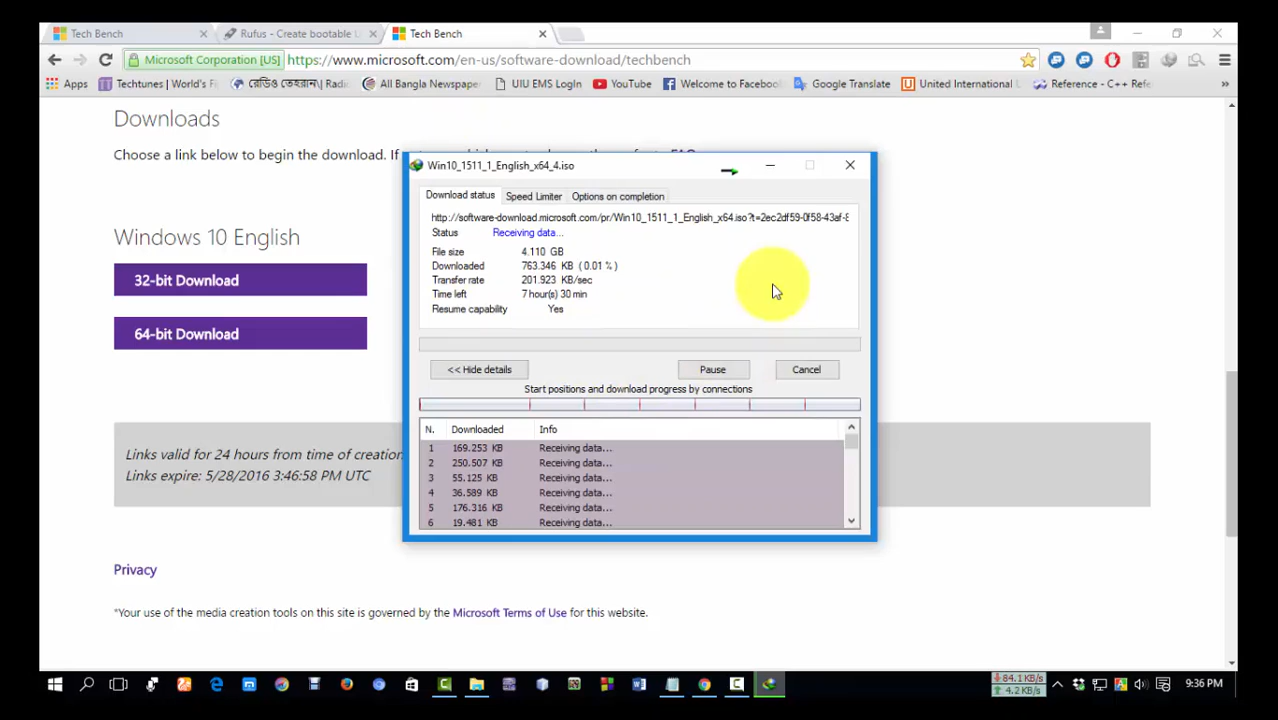 Tech Bench
Rufus - Create bootable
Tech Bench
Microsoft Corporation [US]
https://www.microsoft.com/en-us/software-download/techbench
Apps
Techtunes | World's F
রেডিও তেহরান| Radi
All Bangla Newspape
UIU EMS LogIn
YouTube
Welcome to Faceboo
Google Translate
United International
Reference - C++ Refe
»
Downloads
Choose a link below to begin the download.
Windows 10 English
32-bit Download
64-bit Download
Links valid for 24 hours from time of creation
Links expire: 5/28/2016 3:46:58 PM UTC
Privacy
*Your use of the media creation tools on this site is governed by the Microsoft Terms of Use for this website.
Win10_1511_1_English_x64_4.iso
Download status
Speed Limiter
Options on completion
http://software-download.microsoft.com/pr/Win10_1511_1_English_x64.iso?t=2ec2df59-0f58-43af-8
Status Receiving data...
File size 4.110 GB
Downloaded 763.346 KB ( 0.01 % )
Transfer rate 201.923 KB/sec
Time left 7 hour(s) 30 min
Resume capability Yes
<< Hide details
Pause
Cancel
Start positions and download progress by connections
N. Downloaded Info
1 169.253 KB Receiving data...
2 250.507 KB Receiving data...
3 55.125 KB Receiving data...
4 36.589 KB Receiving data...
5 176.316 KB Receiving data...
6 19.481 KB Receiving data...
84.1 KB/s
4.2 KB/s
9:36 PM